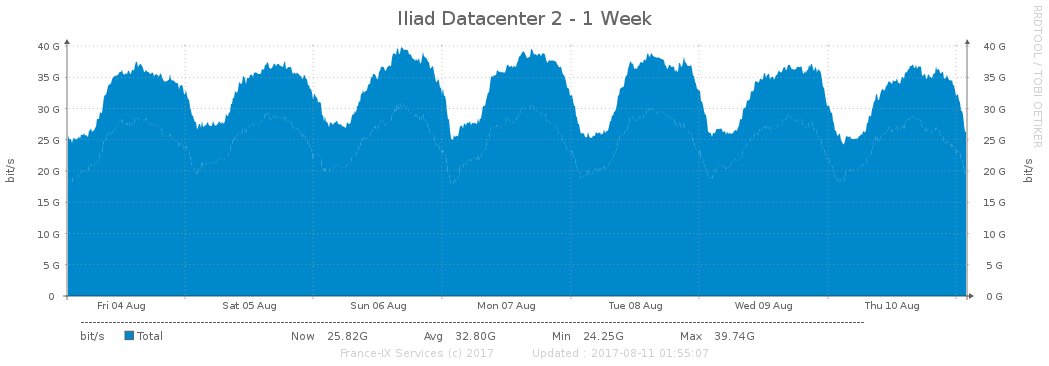 Iliad Datacenter 2 - 1 Week
RRDTOOL / TOBI OETIKER
40 G 40 G
35 G 35 G
30 G 30 G
25 G 25 G
20 G 20 G
15 G 15 G
10 G 10 G
5 G 5 G
0 0 G
bit/s bit/s
Fri 04 Aug Sat 05 Aug Sun 06 Aug Mon 07 Aug Tue 08 Aug Wed 09 Aug Thu 10 Aug
bit/s Total Now 25.82G Avg 32.80G Min 24.25G Max 39.74G
France-IX Services (c) 2017 Updated : 2017-08-11 01:55:07